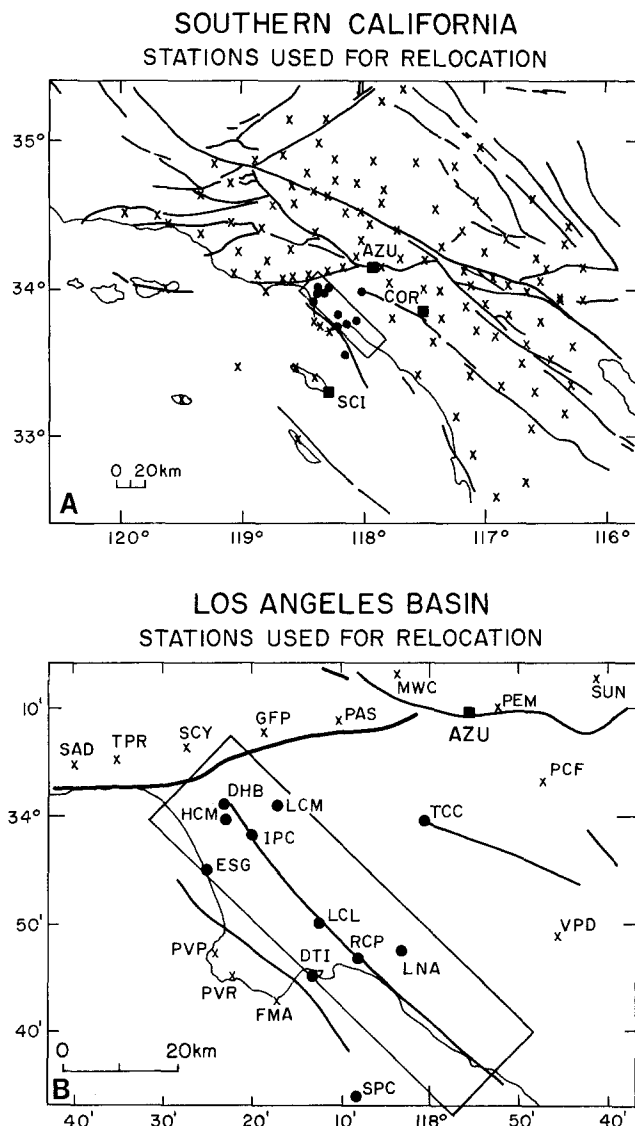 SOUTHERN CALIFORNIA
STATIONS USED FOR RELOCATION
35°
34°
33°
AZU
COR
SCI
0 20km
A
120° 119° 118° 117° 116°
LOS ANGELES BASIN
STATIONS USED FOR RELOCATION
10'
34°
50'
40'
MWC
SUN
PEM
AZU
PAS
GFP
SCY
TPR
SAD
PCF
DHB
LCM
HCM
IPC
TCC
ESG
LCL
RCP
LNA
VPD
DTI
PVP
PVR
FMA
0 20km
B
SPC
40' 30' 20' 10' 118° 50' 40'